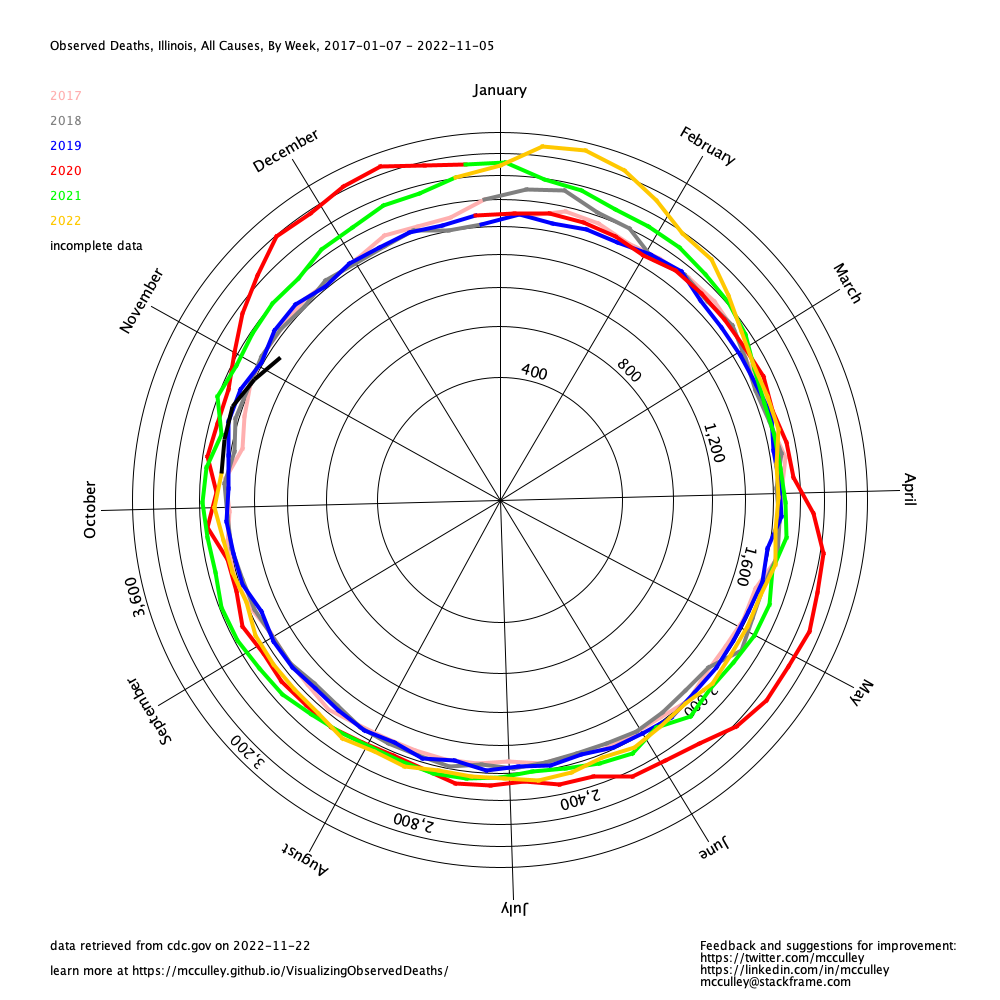 Observed Deaths, Illinois, All Causes, By Week, 2017-01-07 - 2022-11-05
January
2017
2018
2019
2020
2021
2022
incomplete data
December
February
November
March
400
800
1,200
October
April
1,600
3,600
2,000
May
September
3,200
2,400
2,800
June
August
July
data retrieved from cdc.gov on 2022-11-22
learn more at https://mcculley.github.io/VisualizingObservedDeaths/
Feedback and suggestions for improvement:
https://twitter.com/mcculley
https://linkedin.com/in/mcculley
mcculley@stackframe.com